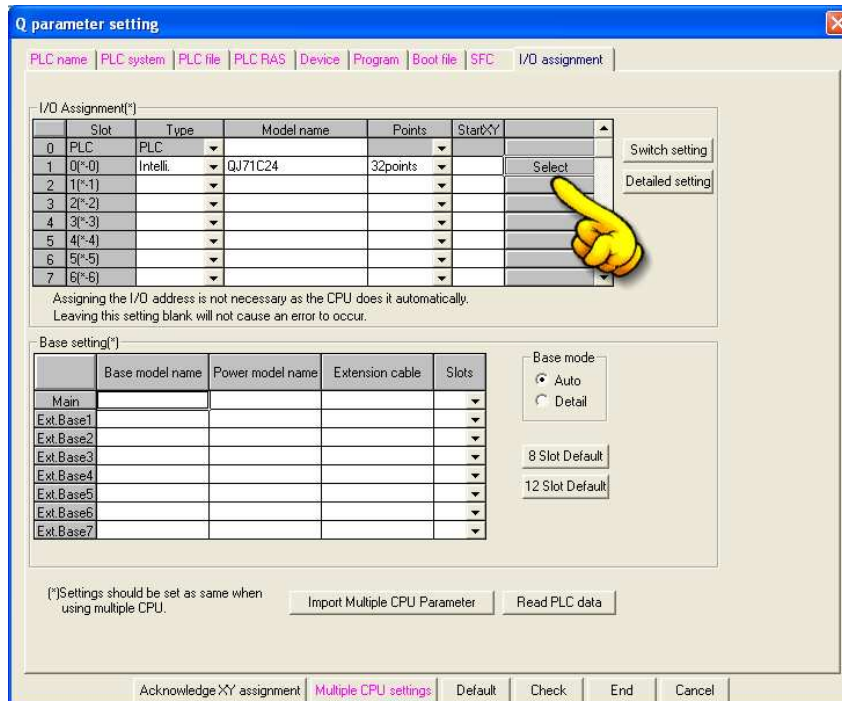 Q parameter setting
PLC name PLC system PLC file PLC RAS Device Program Boot file SFC I/O assignment
I/O Assignment(*)
Slot Type Model name Points StartXY
0 PLC PLC
1 0(*-0) Intelli. QJ71C24 32points Select
2 1(*-1)
3 2(*-2)
4 3(*-3)
5 4(*-4)
6 5(*-5)
7 6(*-6)
Switch setting
Detailed setting
Assigning the I/O address is not necessary as the CPU does it automatically.
Leaving this setting blank will not cause an error to occur.
Base setting(*)
Base model name Power model name Extension cable Slots
Main
Ext.Base1
Ext.Base2
Ext.Base3
Ext.Base4
Ext.Base5
Ext.Base6
Ext.Base7
Base mode
Auto
Detail
8 Slot Default
12 Slot Default
(*)Settings should be set as same when
using multiple CPU.
Import Multiple CPU Parameter Read PLC data
Acknowledge XY assignment Multiple CPU settings Default Check End Cancel